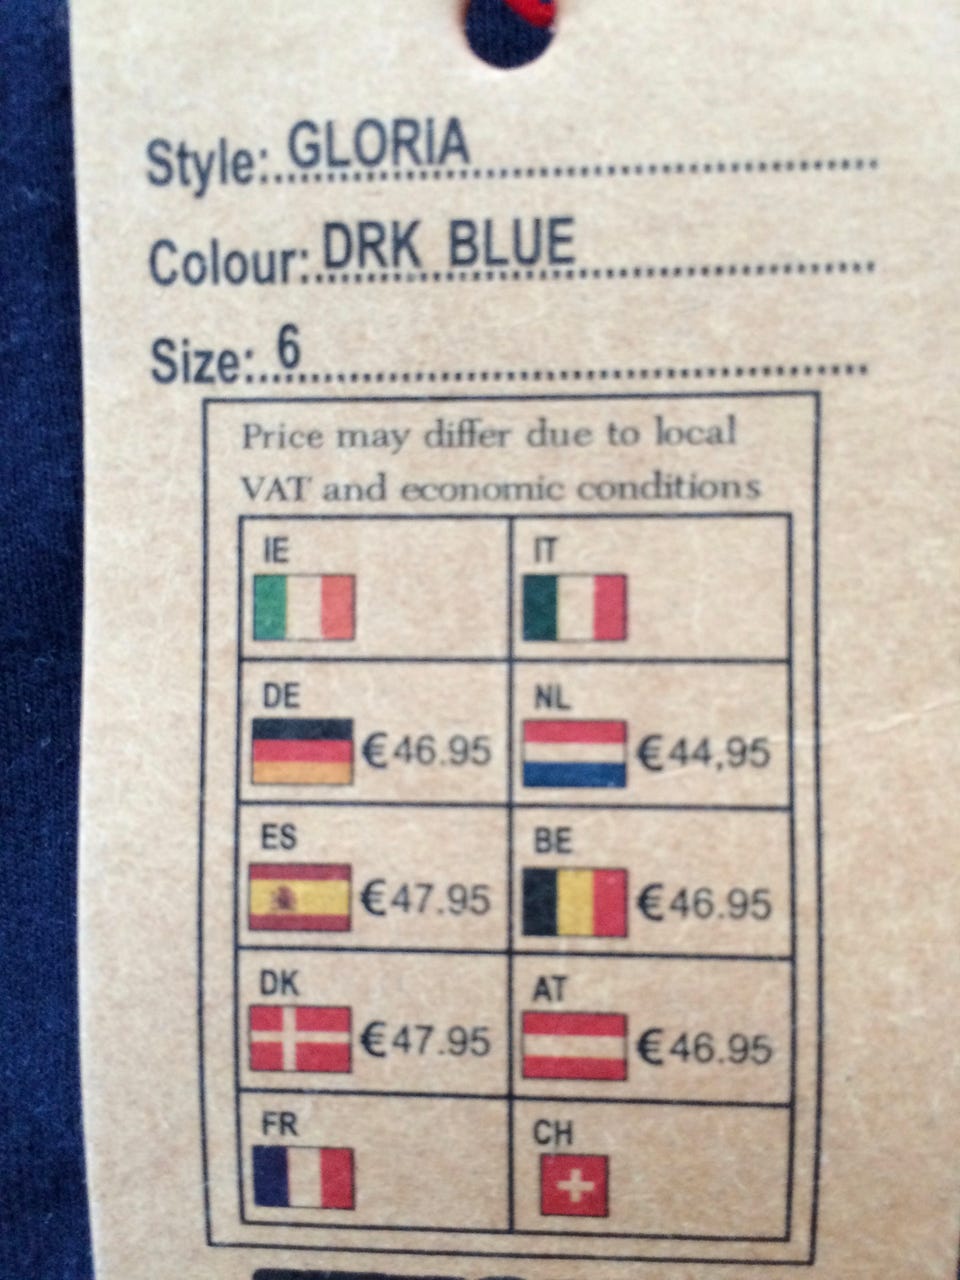 Style: GLORIA
Colour: DRK BLUE
Size: 6
Price may differ due to local
VAT and economic conditions
IE IT
DE €46.95 NL €44,95
ES €47.95 BE €46.95
DK €47.95 AT €46.95
FR CH